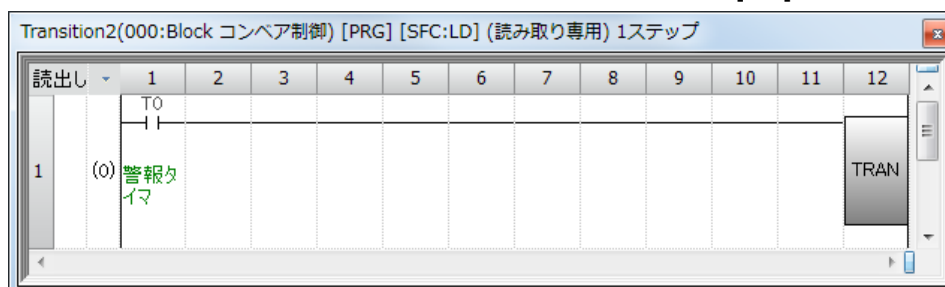 Transition2(000:Block コンベア制御) [PRG] [SFC:LD] (読み取り専用) 1ステップ
読出し 1 2 3 4 5 6 7 8 9 10 11 12
T0
1 (0) 警報タ TRAN
イマ